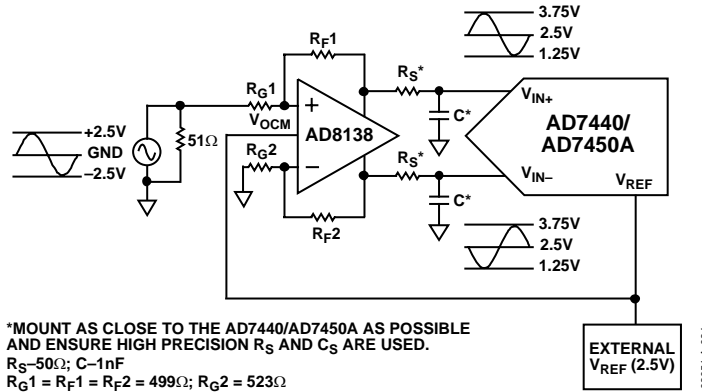 3.75V
2.5V
1.25V
RF1
RS*
RG1
VIN+
C*
VOCM
AD8138
AD7440/
AD7450A
+2.5V
GND
–2.5V
51Ω
RG2
RS*
VIN–
VREF
C*
RF2
3.75V
2.5V
1.25V
*MOUNT AS CLOSE TO THE AD7440/AD7450A AS POSSIBLE
AND ENSURE HIGH PRECISION RS AND CS ARE USED.
RS–50Ω; C–1nF
RG1 = RF1 = RF2 = 499Ω; RG2 = 523Ω
EXTERNAL
VREF (2.5V)